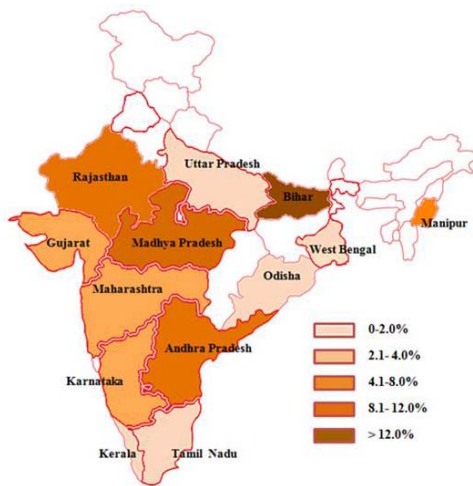 Uttar Pradesh
Rajasthan
Bihar
Manipur
Gujarat
Madhya Pradesh
West Bengal
Odisha
Maharashtra
Andhra Pradesh
Karnataka
Kerala
Tamil Nadu
0-2.0%
2.1- 4.0%
4.1-8.0%
8.1- 12.0%
> 12.0%